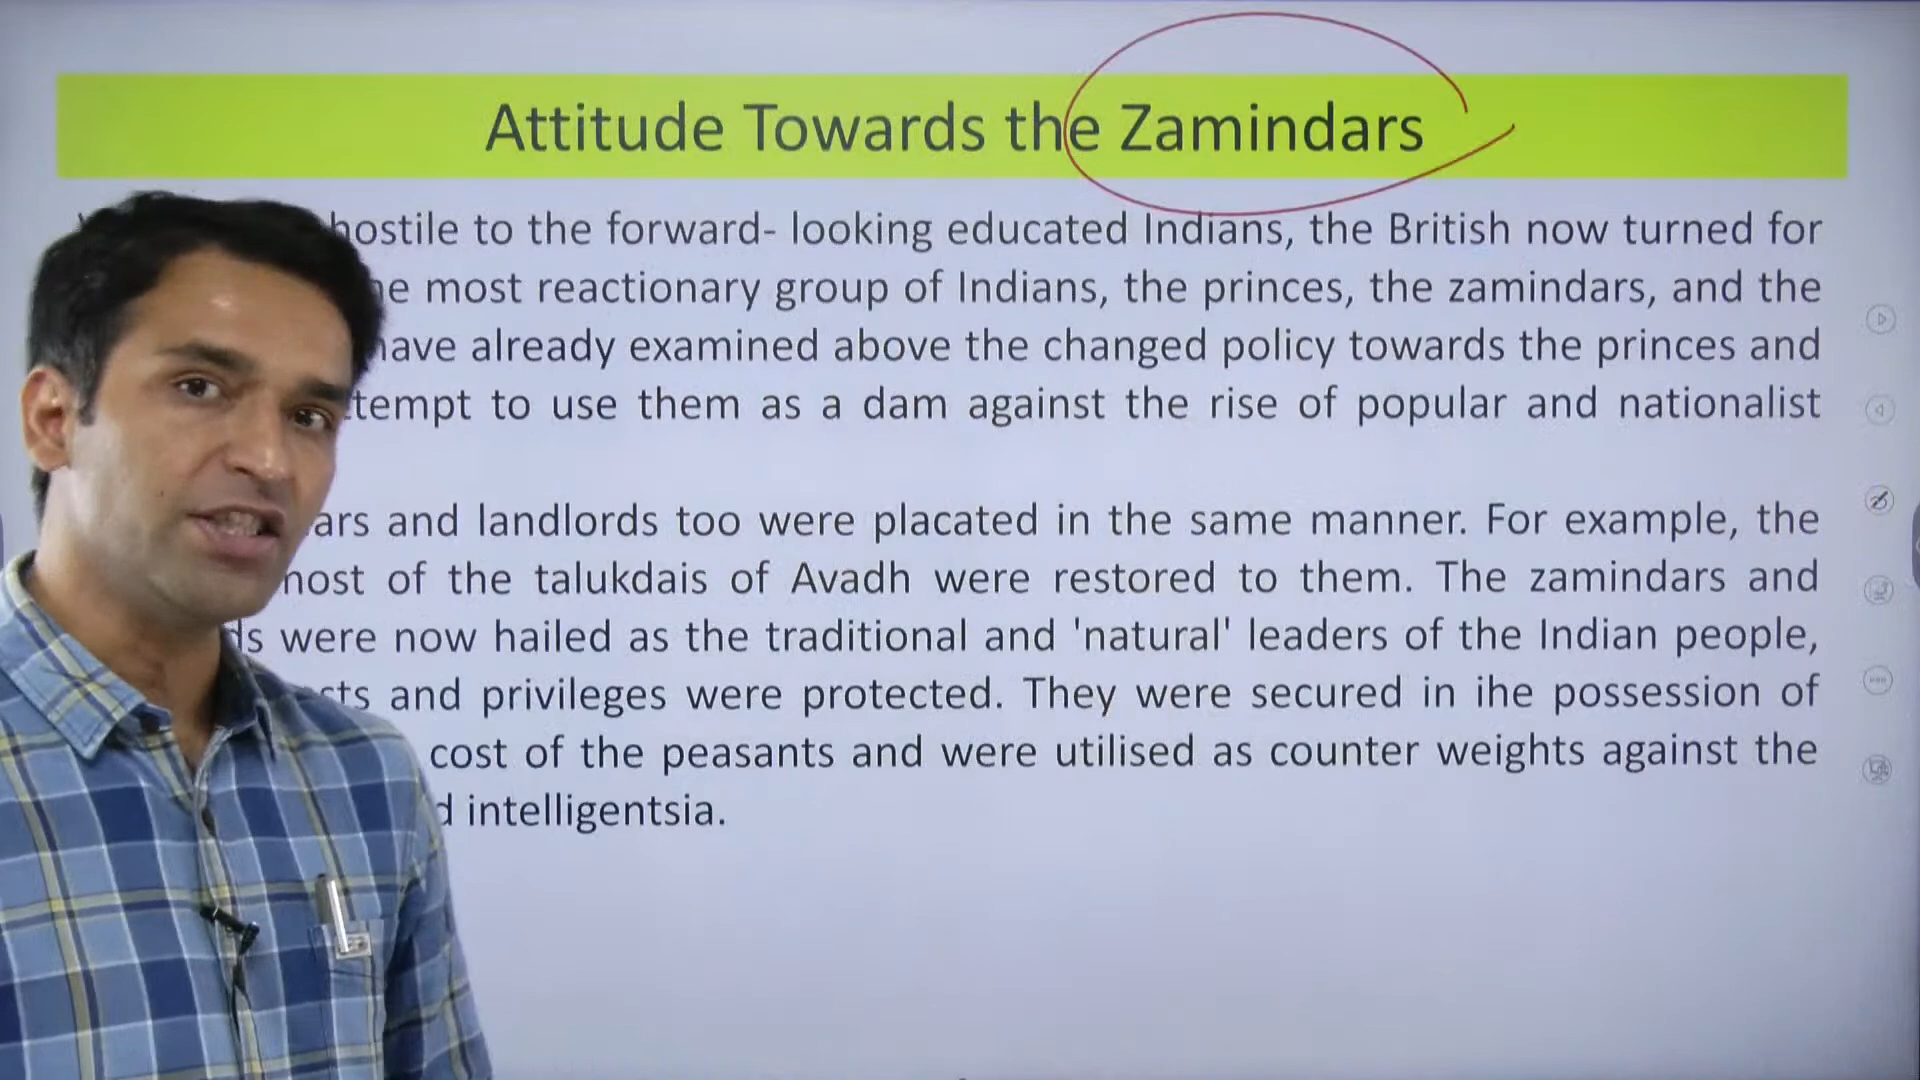 Attitude Towards the Zamindars
hostile to the forward- looking educated Indians, the British now turned for
most reactionary group of Indians, the princes, the zamindars, and the
have already examined above the changed policy towards the princes and
to use them as a dam against the rise of popular and nationalist
and landlords too were placated in the same manner. For example, the
most of the talukdais of Avadh were restored to them. The zamindars and
were now hailed as the traditional and 'natural' leaders of the Indian people,
and privileges were protected. They were secured in ihe possession of
cost of the peasants and were utilised as counter weights against the
intelligentsia.